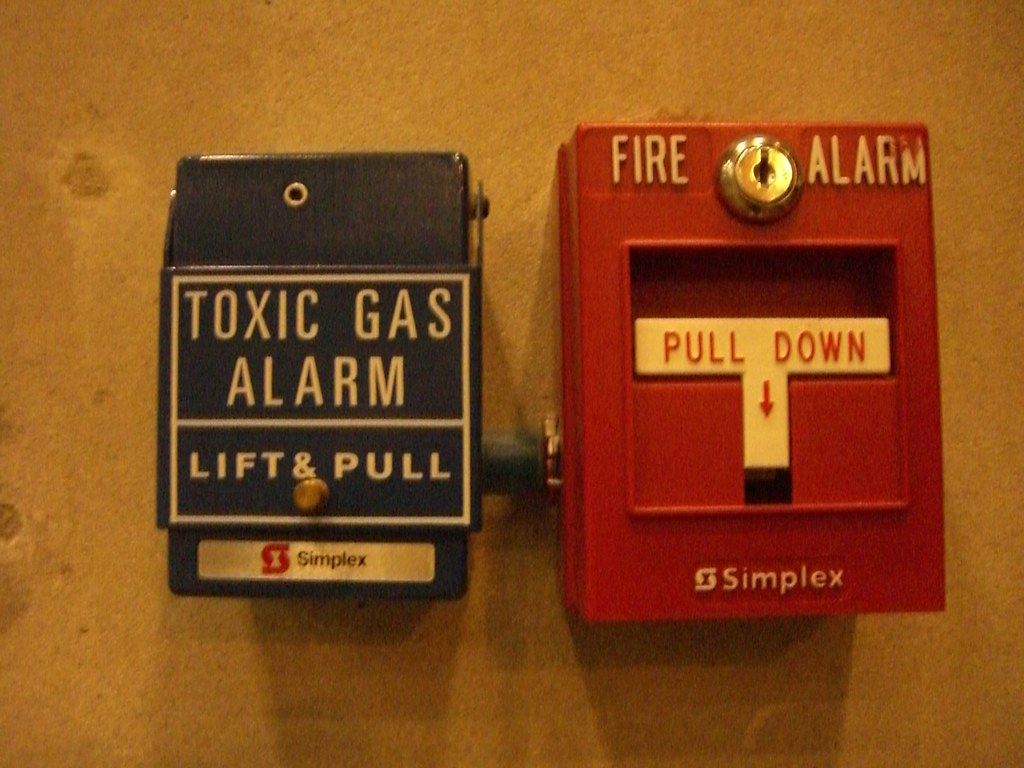 TOXIC GAS
ALARM
LIFT & PULL
Simplex
FIRE ALARM
PULL DOWN
Simplex